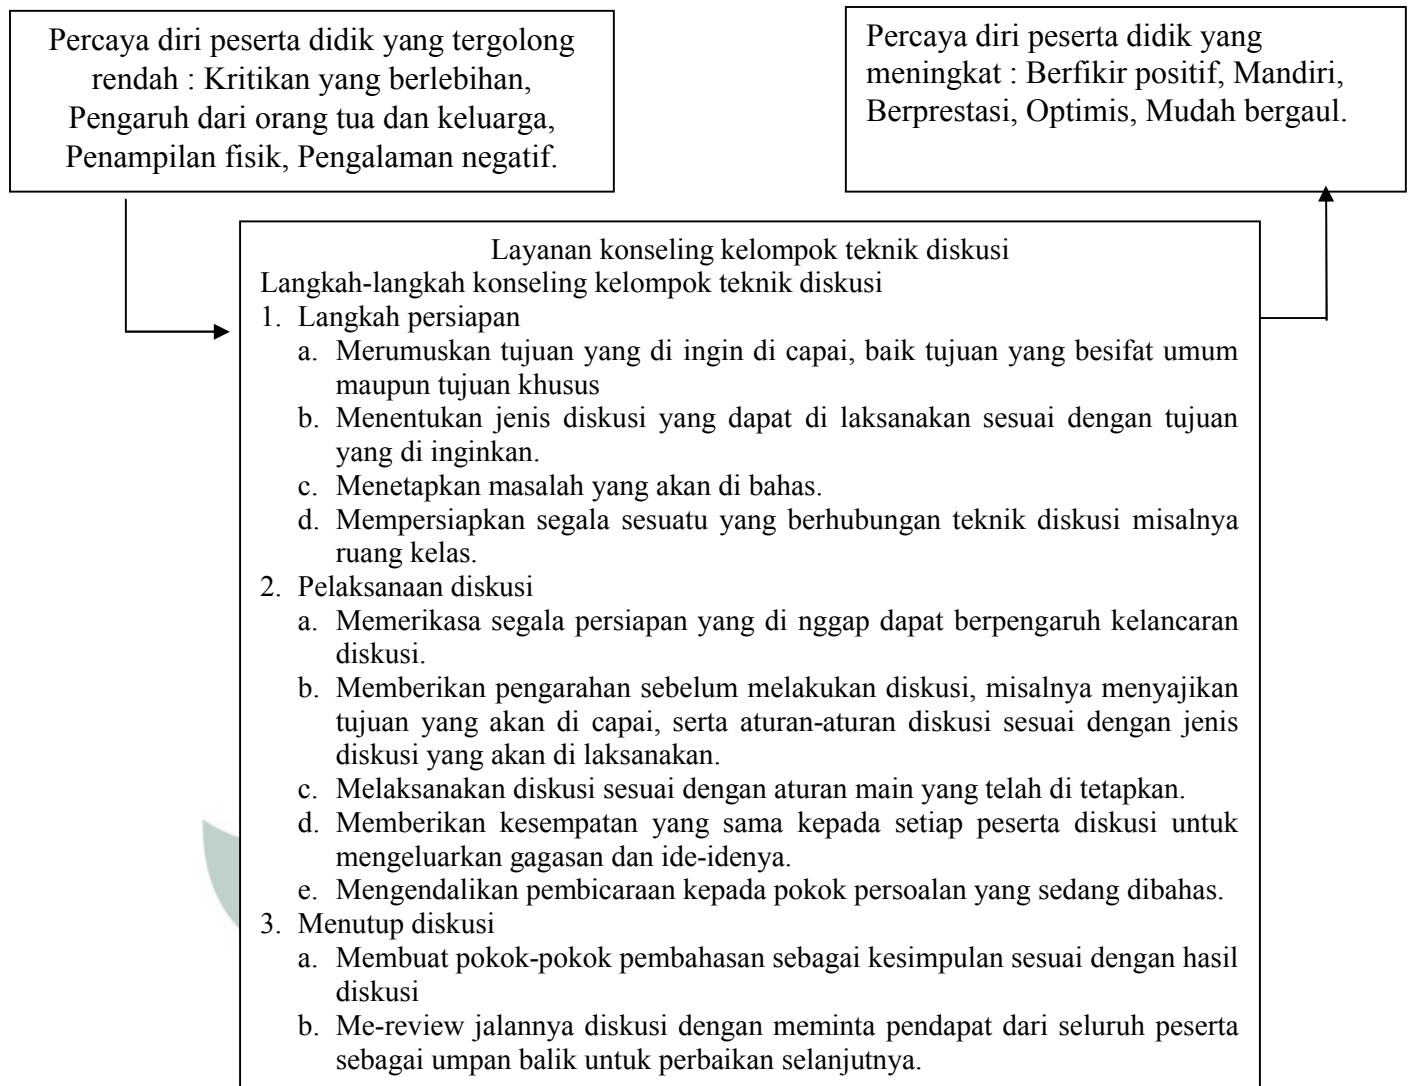 Percaya diri peserta didik yang tergolong
rendah : Kritikan yang berlebihan,
Pengaruh dari orang tua dan keluarga,
Penampilan fisik, Pengalaman negatif.
Percaya diri peserta didik yang
meningkat : Berfikir positif, Mandiri,
Berprestasi, Optimis, Mudah bergaul.
Layanan konseling kelompok teknik diskusi
Langkah-langkah konseling kelompok teknik diskusi
1. Langkah persiapan
a. Merumuskan tujuan yang di ingin di capai, baik tujuan yang besifat umum
maupun tujuan khusus
b. Menentukan jenis diskusi yang dapat di laksanakan sesuai dengan tujuan
yang di inginkan.
c. Menetapkan masalah yang akan di bahas.
d. Mempersiapkan segala sesuatu yang berhubungan teknik diskusi misalnya
ruang kelas.
2. Pelaksanaan diskusi
a. Memerikasa segala persiapan yang di nggap dapat berpengaruh kelancaran
diskusi.
b. Memberikan pengarahan sebelum melakukan diskusi, misalnya menyajikan
tujuan yang akan di capai, serta aturan-aturan diskusi sesuai dengan jenis
diskusi yang akan di laksanakan.
c. Melaksanakan diskusi sesuai dengan aturan main yang telah di tetapkan.
d. Memberikan kesempatan yang sama kepada setiap peserta diskusi untuk
mengeluarkan gagasan dan ide-idenya.
e. Mengendalikan pembicaraan kepada pokok persoalan yang sedang dibahas.
3. Menutup diskusi
a. Membuat pokok-pokok pembahasan sebagai kesimpulan sesuai dengan hasil
diskusi
b. Me-review jalannya diskusi dengan meminta pendapat dari seluruh peserta
sebagai umpan balik untuk perbaikan selanjutnya.